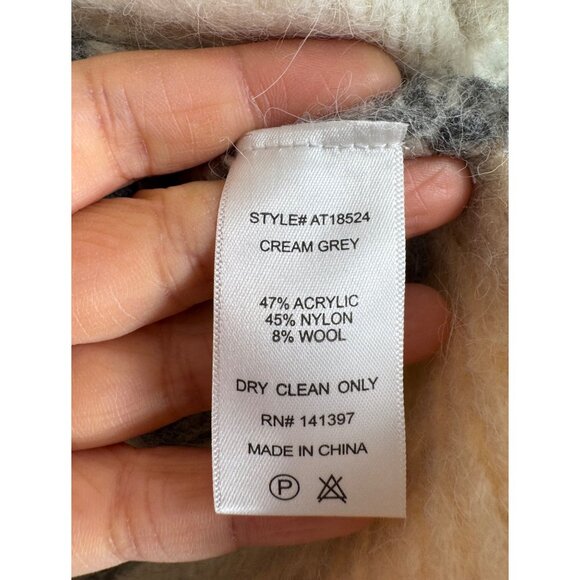 STYLE# AT18524
CREAM GREY
47% ACRYLIC
45% NYLON
8% WOOL
DRY CLEAN ONLY
RN# 141397
MADE IN CHINA
P